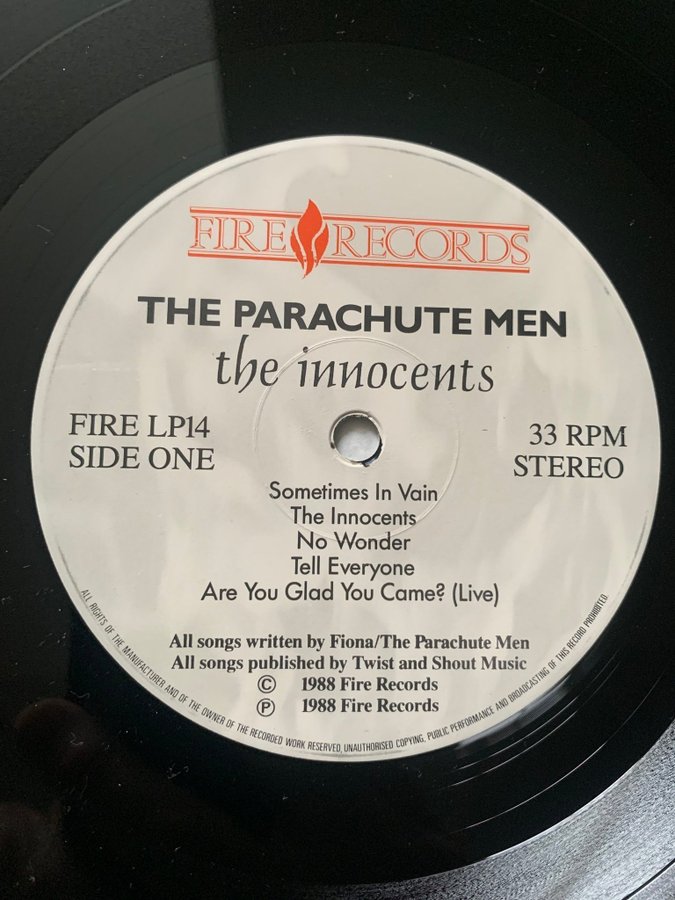 FIRE RECORDS
THE PARACHUTE MEN
the innocents
FIRE LP14
SIDE ONE
33 RPM
STEREO
Sometimes In Vain
The Innocents
No Wonder
Tell Everyone
Are You Glad You Came? (Live)
All songs written by Fiona/The Parachute Men
All songs published by Twist and Shout Music
© 1988 Fire Records
℗ 1988 Fire Records
ALL RIGHTS OF THE MANUFACTURER AND OF THE OWNER OF THE RECORDED WORK RESERVED, UNAUTHORISED COPYING, PUBLIC PERFORMANCE AND BROADCASTING OF THIS RECORD PROHIBITED.